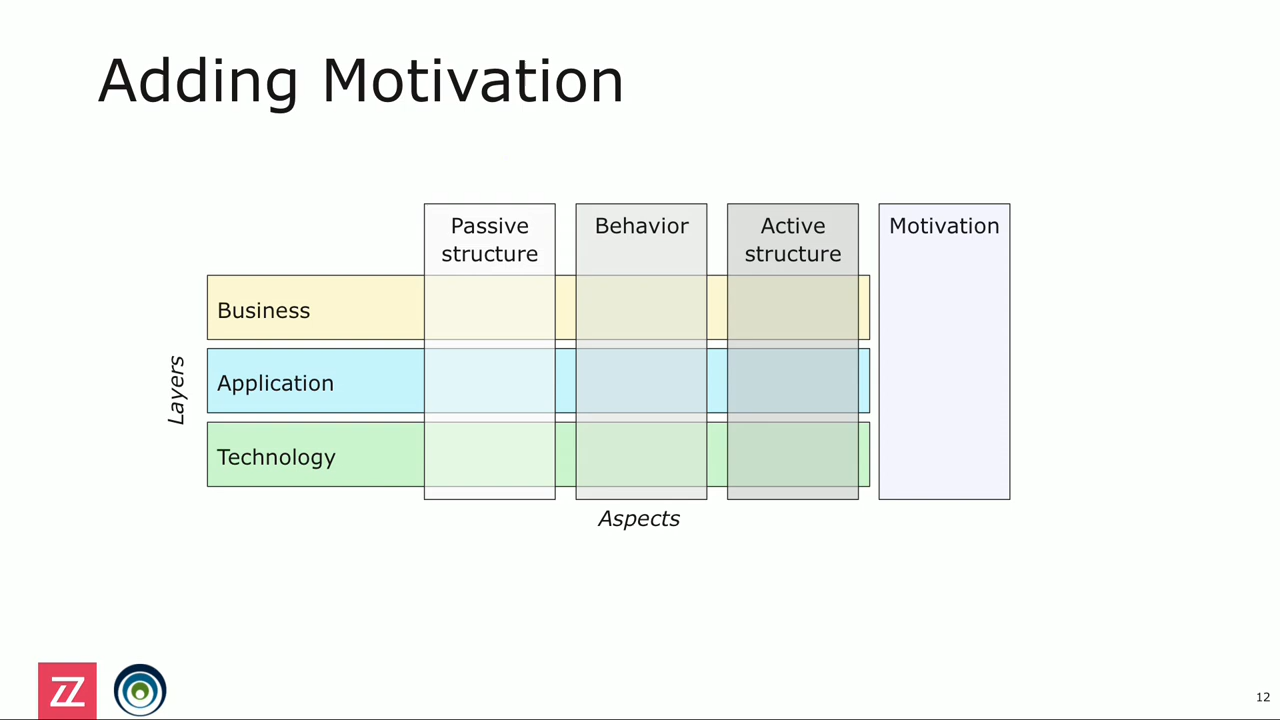 Adding Motivation
Passive
structure
Behavior
Active
structure
Motivation
Business
Application
Technology
Layers
Aspects
12